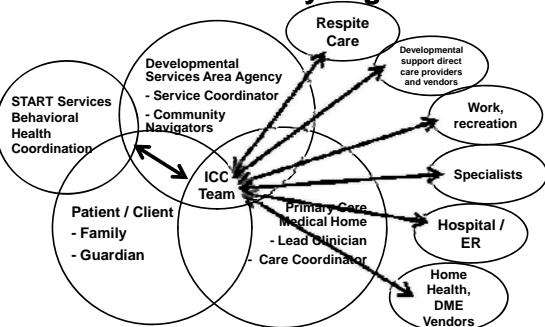 Respite
Care
Developmental
Services Area Agency
- Service Coordinator
- Community
Navigators
Developmental
support direct
care providers
and vendors
START Services
Behavioral
Health
Coordination
Work,
recreation
ICC
Team
Specialists
Patient / Client
- Family
- Guardian
Primary Care
Medical Home
- Lead Clinician
- Care Coordinator
Hospital /
ER
Home
Health,
DME
Vendors